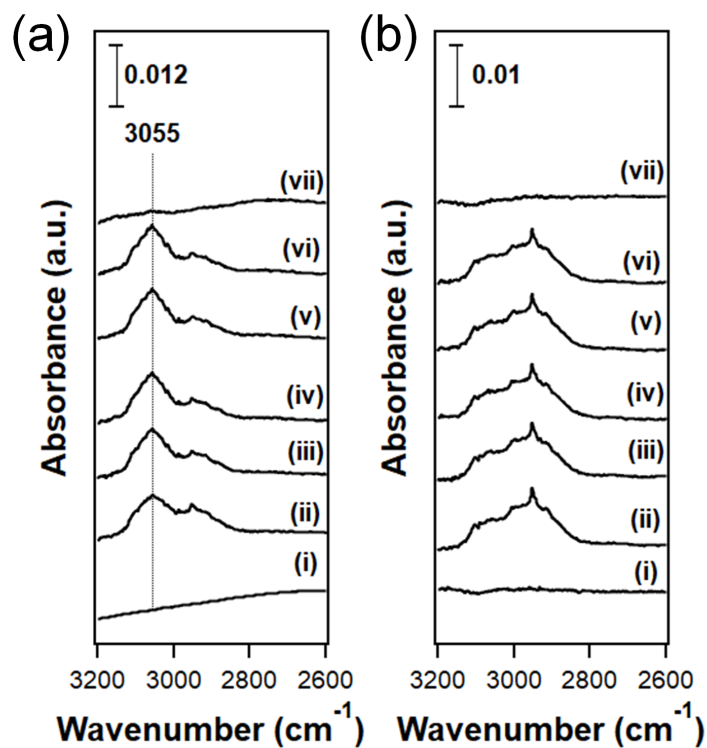 (a)
0.012
3055
(vii)
(vi)
(v)
(iv)
(iii)
(ii)
(i)
Absorbance (a.u.)
3200 3000 2800 2600
Wavenumber (cm⁻¹)
(b)
0.01
(vii)
(vi)
(v)
(iv)
(iii)
(ii)
(i)
Absorbance (a.u.)
3200 3000 2800 2600
Wavenumber (cm⁻¹)